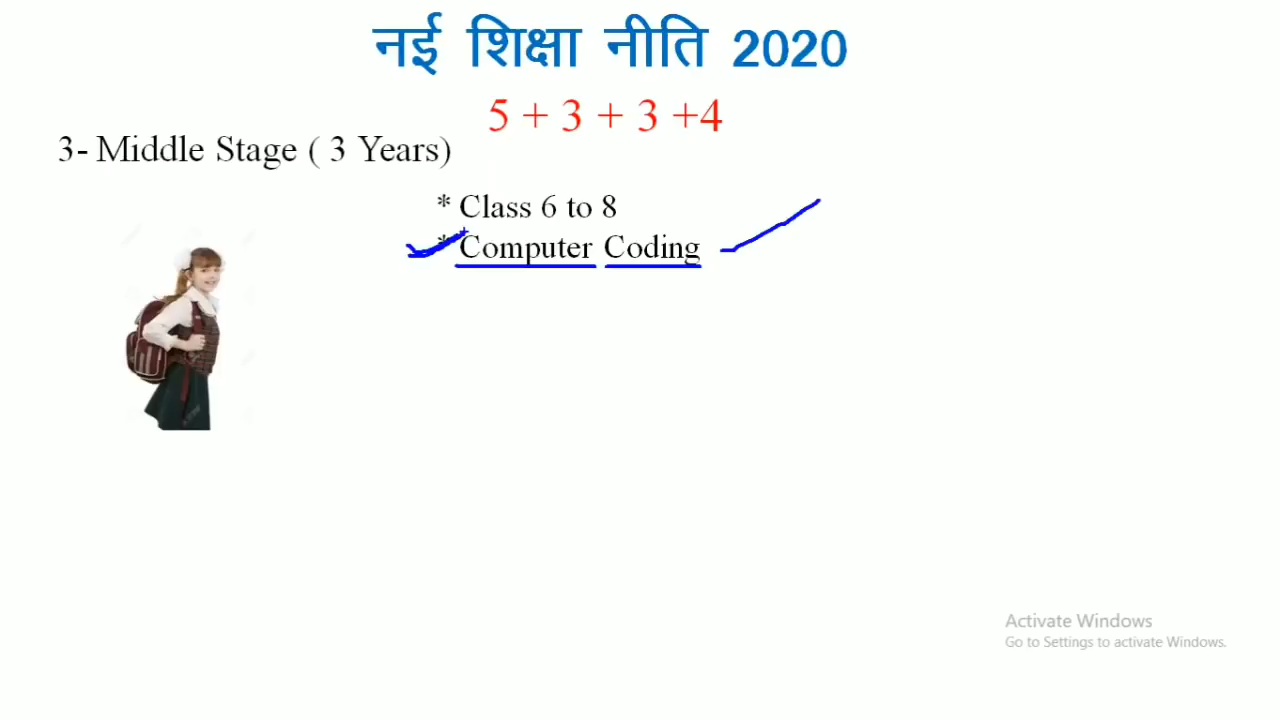 नई शिक्षा नीति 2020
5 + 3 + 3 +4
3- Middle Stage ( 3 Years)
* Class 6 to 8
* Computer Coding
Activate Windows
Go to Settings to activate Windows.